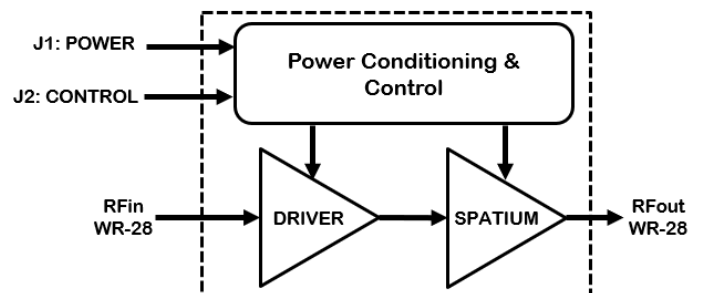 J1: POWER
J2: CONTROL
Power Conditioning &
Control
RFin
WR-28
DRIVER
SPATIUM
RFout
WR-28